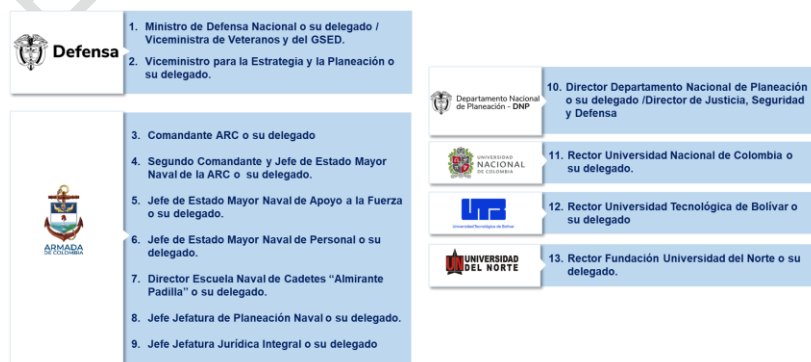 Defensa
1. Ministro de Defensa Nacional o su delegado /
Viceministra de Veteranos y del GSED.
2. Viceministro para la Estrategia y la Planeación o
su delegado.
ARMADA
DE COLOMBIA
3. Comandante ARC o su delegado
4. Segundo Comandante y Jefe de Estado Mayor
Naval de la ARC o su delegado.
5. Jefe de Estado Mayor Naval de Apoyo a la Fuerza
o su delegado.
6. Jefe de Estado Mayor Naval de Personal o su
delegado.
7. Director Escuela Naval de Cadetes “Almirante
Padilla” o su delegado.
8. Jefe Jefatura de Planeación Naval o su delegado.
9. Jefe Jefatura Jurídica Integral o su delegado
Departamento Nacional
de Planeación - DNP
10. Director Departamento Nacional de Planeación
o su delegado /Director de Justicia, Seguridad
y Defensa
UNIVERSIDAD
NACIONAL
DE COLOMBIA
11. Rector Universidad Nacional de Colombia o
su delegado.
UTB
Universidad Tecnológica de Bolívar
12. Rector Universidad Tecnológica de Bolívar o
su delegado
UN UNIVERSIDAD
DEL NORTE
13. Rector Fundación Universidad del Norte o su
delegado.